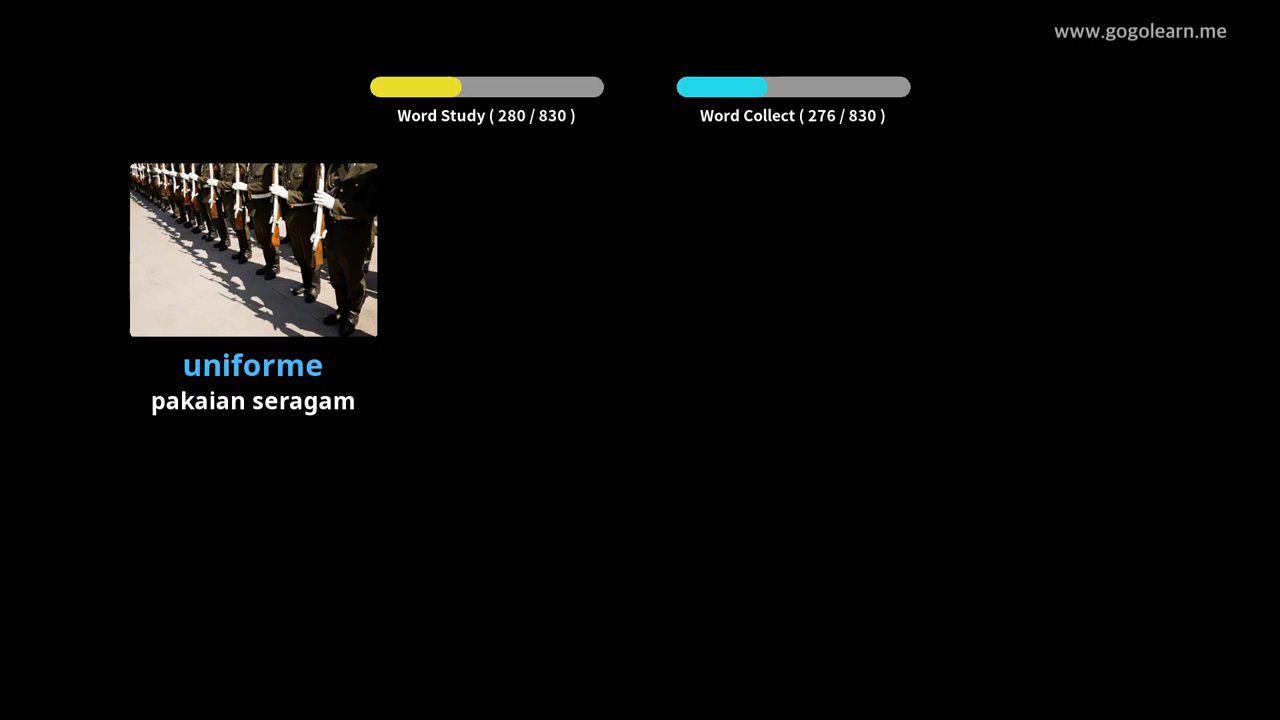 www.gogolearn.me
Word Study ( 280 / 830 )
Word Collect ( 276 / 830 )
uniforme
pakaian seragam